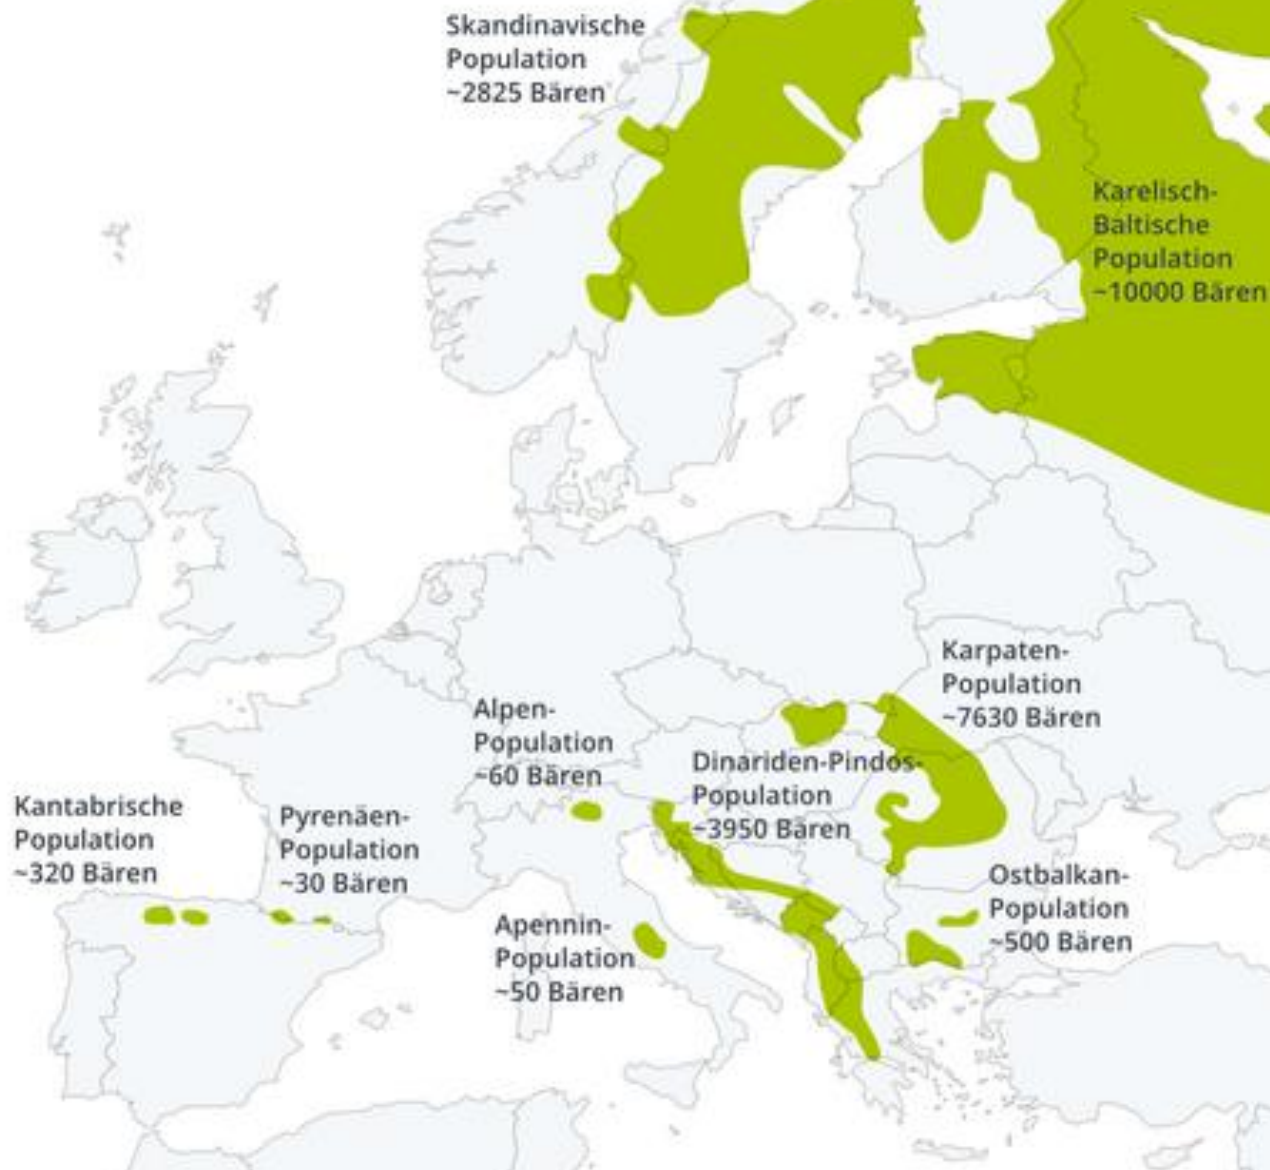 Skandinavische
Population
~2825 Bären
Karelisch-
Baltische
Population
~10000 Bären
Karpaten-
Population
~7630 Bären
Alpen-
Population
~60 Bären
Dinariden-Pindos-
Population
~3950 Bären
Kantabrische
Population
~320 Bären
Pyrenäen-
Population
~30 Bären
Ostbalkan-
Population
~500 Bären
Apennin-
Population
~50 Bären